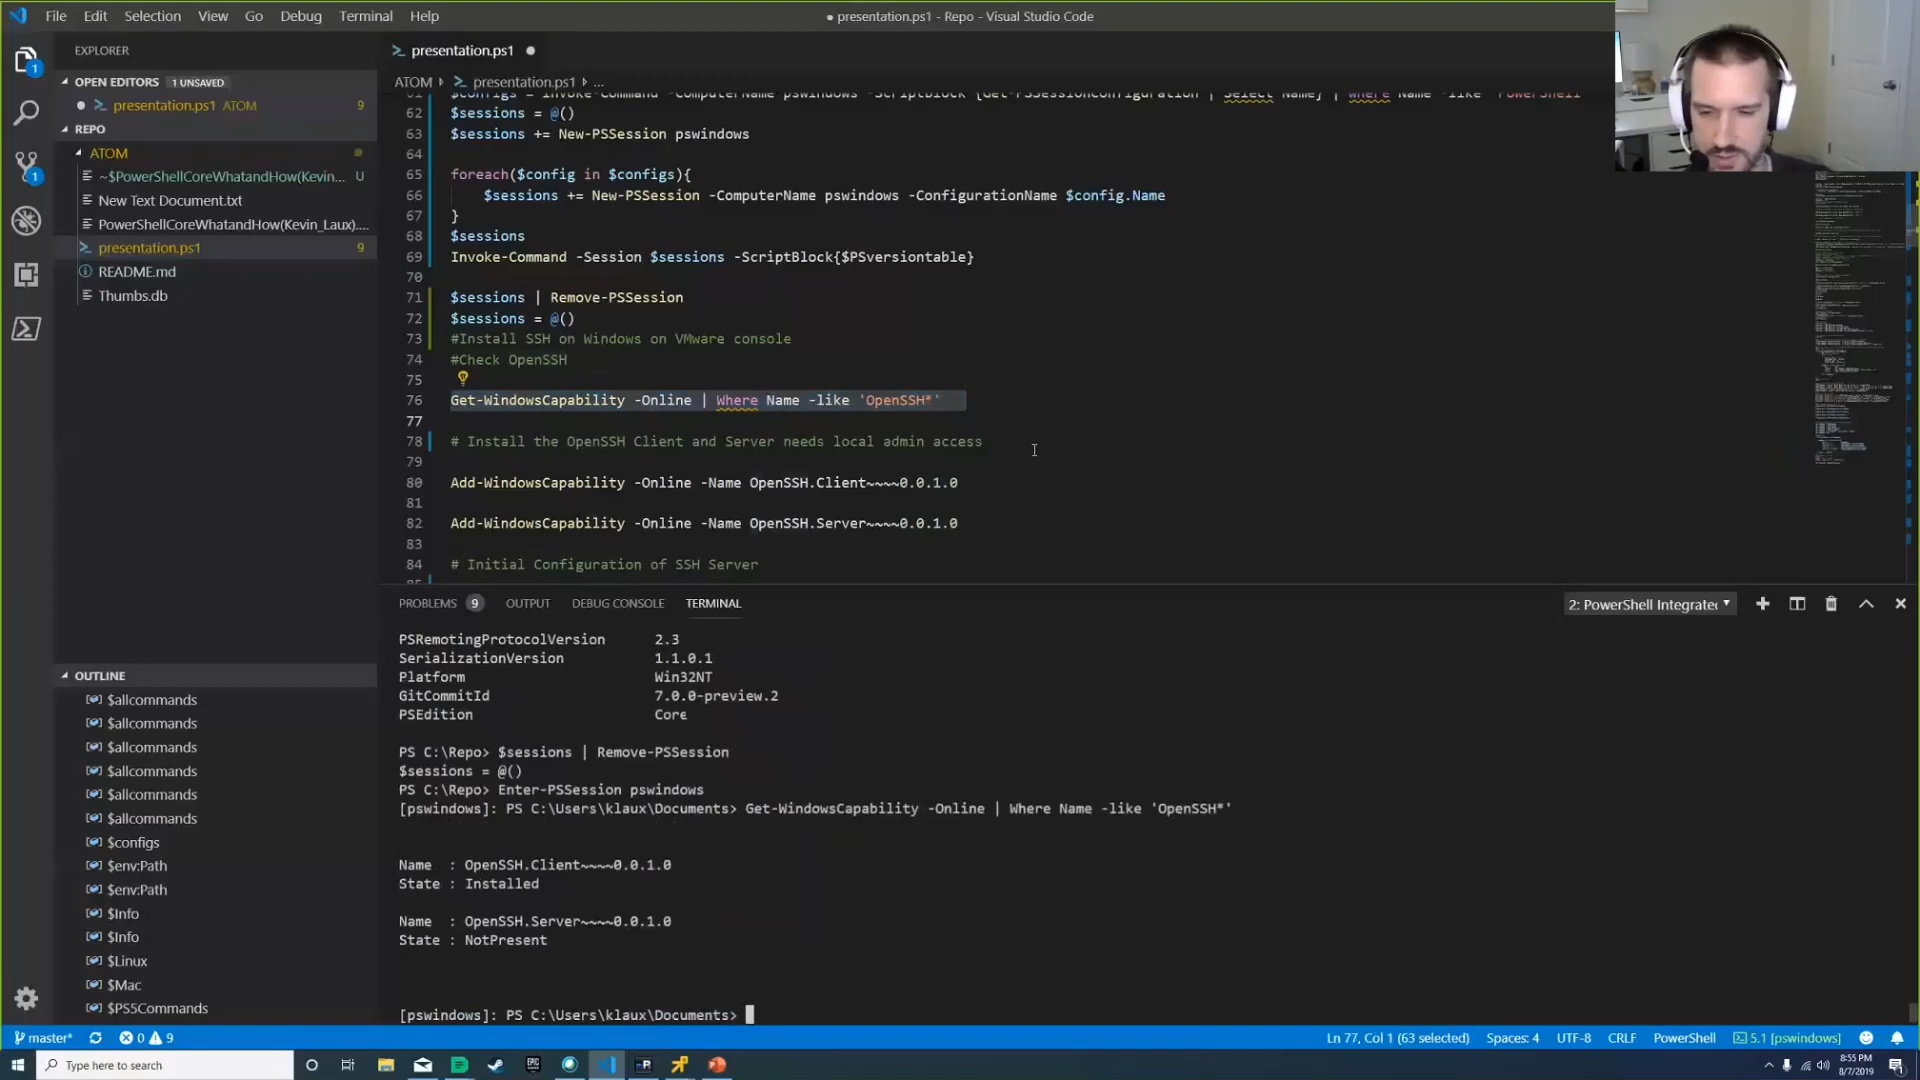 File Edit Selection View Go Debug Terminal Help
● presentation.ps1 - Repo - Visual Studio Code
EXPLORER
OPEN EDITORS 1 UNSAVED
presentation.ps1 ATOM 9
REPO
ATOM
~$PowerShellCoreWhatandHow(Kevin... U
New Text Document.txt
PowerShellCoreWhatandHow(Kevin_Laux)....
presentation.ps1 9
README.md
Thumbs.db
OUTLINE
$allcommands
$allcommands
$allcommands
$allcommands
$allcommands
$allcommands
$configs
$env:Path
$env:Path
$Info
$Info
$Linux
$Mac
$PS5Commands
presentation.ps1
ATOM presentation.ps1 ...
61 $configs = Invoke-Command -ComputerName pswindows -ScriptBlock {Get-PSSessionConfiguration | Select Name} | where Name -like 'PowerShell
62 $sessions = @()
63 $sessions += New-PSSession pswindows
64
65 foreach($config in $configs){
66 $sessions += New-PSSession -ComputerName pswindows -ConfigurationName $config.Name
67 }
68 $sessions
69 Invoke-Command -Session $sessions -ScriptBlock{$PSversiontable}
70
71 $sessions | Remove-PSSession
72 $sessions = @()
73 #Install SSH on Windows on VMware console
74 #Check OpenSSH
75
76 Get-WindowsCapability -Online | Where Name -like 'OpenSSH*'
77
78 # Install the OpenSSH Client and Server needs local admin access
79
80 Add-WindowsCapability -Online -Name OpenSSH.Client~~~~0.0.1.0
81
82 Add-WindowsCapability -Online -Name OpenSSH.Server~~~~0.0.1.0
83
84 # Initial Configuration of SSH Server
85
PROBLEMS 9 OUTPUT DEBUG CONSOLE TERMINAL
2: PowerShell Integrated
PSRemotingProtocolVersion 2.3
SerializationVersion 1.1.0.1
Platform Win32NT
GitCommitId 7.0.0-preview.2
PSEdition Core
PS C:\Repo> $sessions | Remove-PSSession
$sessions = @()
PS C:\Repo> Enter-PSSession pswindows
[pswindows]: PS C:\Users\klaux\Documents> Get-WindowsCapability -Online | Where Name -like 'OpenSSH*'
Name : OpenSSH.Client~~~~0.0.1.0
State : Installed
Name : OpenSSH.Server~~~~0.0.1.0
State : NotPresent
[pswindows]: PS C:\Users\klaux\Documents>
master* 0 9
Ln 77, Col 1 (63 selected) Spaces: 4 UTF-8 CRLF PowerShell 5.1 [pswindows]
Type here to search
8:55 PM
8/7/2019